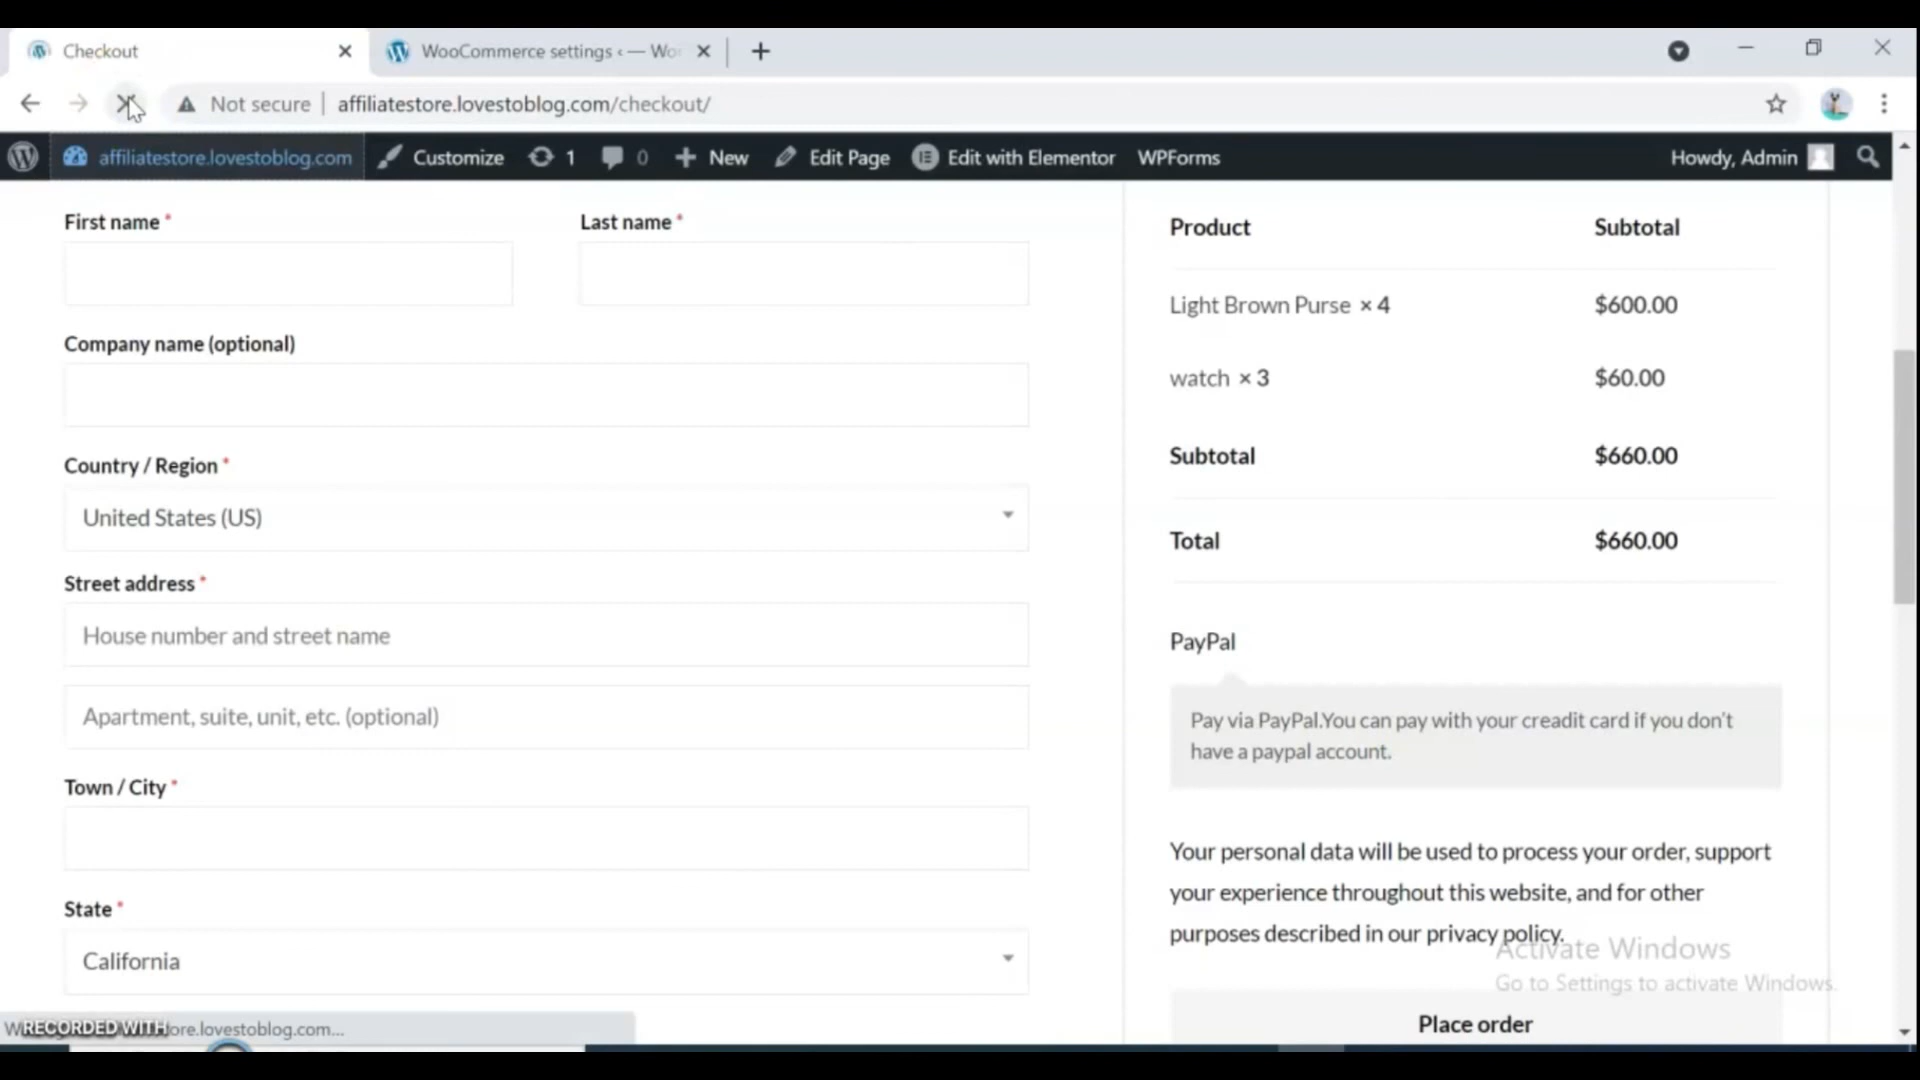 Checkout
WooCommerce settings ‹ — Wo
Not secure
affiliatestore.lovestoblog.com/checkout/
affiliatestore.lovestoblog.com
Customize
1
0
New
Edit Page
Edit with Elementor
WPForms
Howdy, Admin
First name *
Last name *
Company name (optional)
Country / Region *
United States (US)
Street address *
House number and street name
Apartment, suite, unit, etc. (optional)
Town / City *
State *
California
Product Subtotal
Light Brown Purse × 4 $600.00
watch × 3 $60.00
Subtotal $660.00
Total $660.00
PayPal
Pay via PayPal.You can pay with your creadit card if you don't
have a paypal account.
Your personal data will be used to process your order, support
your experience throughout this website, and for other
purposes described in our privacy policy.
Activate Windows
Go to Settings to activate Windows.
Place order
RECORDED WITH
ore.lovestoblog.com...